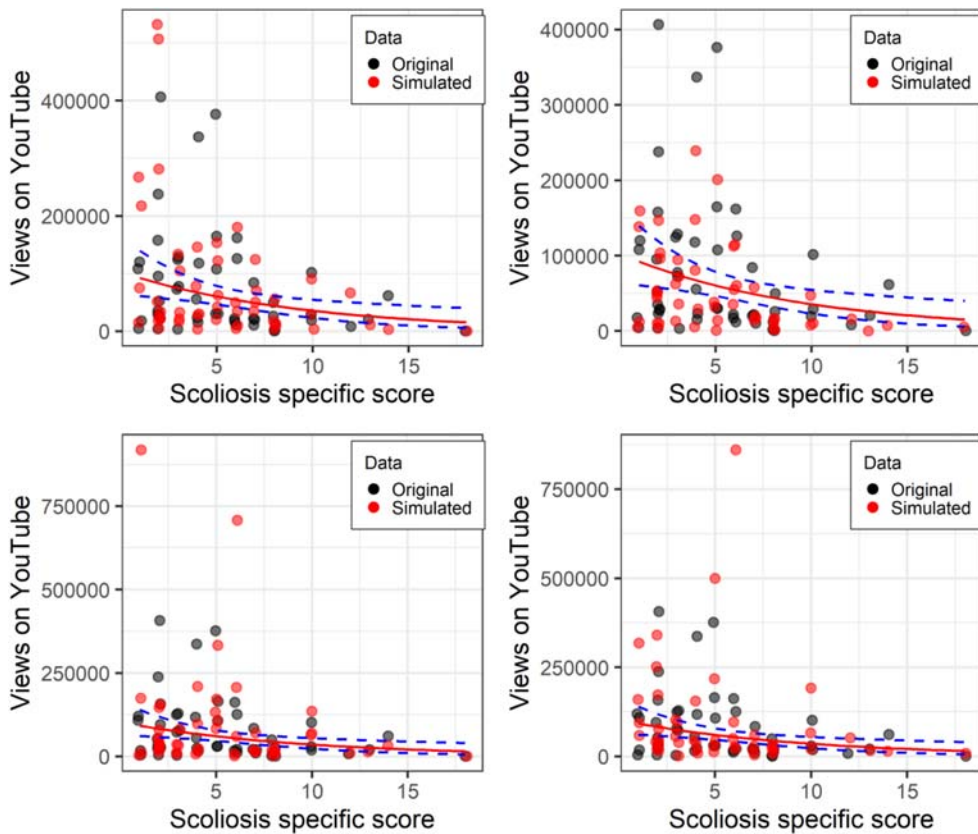 Views on YouTube
400000
200000
0
5
10
15
Scoliosis specific score
Data
Original
Simulated
Views on YouTube
400000
300000
200000
100000
0
5
10
15
Scoliosis specific score
Data
Original
Simulated
Views on YouTube
750000
500000
250000
0
5
10
15
Scoliosis specific score
Data
Original
Simulated
Views on YouTube
750000
500000
250000
0
5
10
15
Scoliosis specific score
Data
Original
Simulated